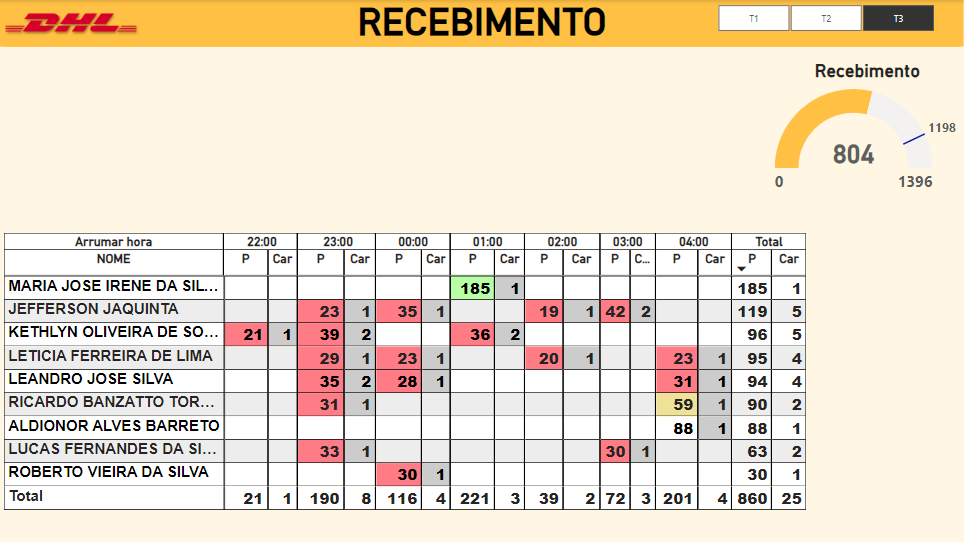 DHL
RECEBIMENTO
T1 T2 T3
Recebimento
1198
804
0 1396
Arrumar hora 22:00 23:00 00:00 01:00 02:00 03:00 04:00 Total
NOME P Car P Car P Car P Car P Car P C... P Car P Car
MARIA JOSE IRENE DA SIL... 185 1 185 1
JEFFERSON JAQUINTA 23 1 35 1 19 1 42 2 119 5
KETHLYN OLIVEIRA DE SO... 21 1 39 2 36 2 96 5
LETICIA FERREIRA DE LIMA 29 1 23 1 20 1 23 1 95 4
LEANDRO JOSE SILVA 35 2 28 1 31 1 94 4
RICARDO BANZATTO TOR... 31 1 59 1 90 2
ALDIONOR ALVES BARRETO 88 1 88 1
LUCAS FERNANDES DA SI... 33 1 30 1 63 2
ROBERTO VIEIRA DA SILVA 30 1 30 1
Total 21 1 190 8 116 4 221 3 39 2 72 3 201 4 860 25